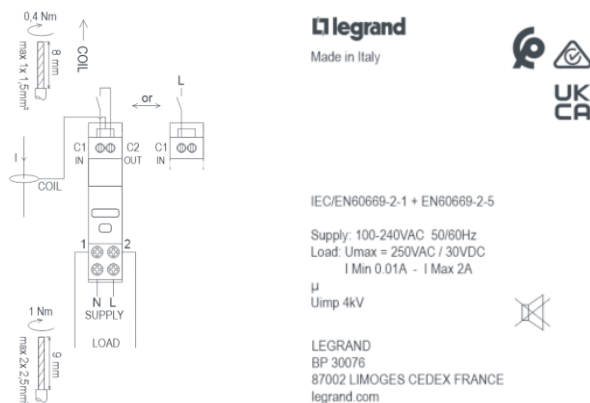 0,4 Nm
max 1x 1,5mm²
8 mm
COIL
L
or
C1
IN
C2
OUT
C1
IN
I
COIL
1
2
N L
SUPPLY
LOAD
1 Nm
max 2x 2,5mm²
9 mm
legrand
Made in Italy
UK
CA
IEC/EN60669-2-1 + EN60669-2-5
Supply: 100-240VAC 50/60Hz
Load: Umax = 250VAC / 30VDC
I Min 0.01A - I Max 2A
µ
Uimp 4kV
LEGRAND
BP 30076
87002 LIMOGES CEDEX FRANCE
legrand.com